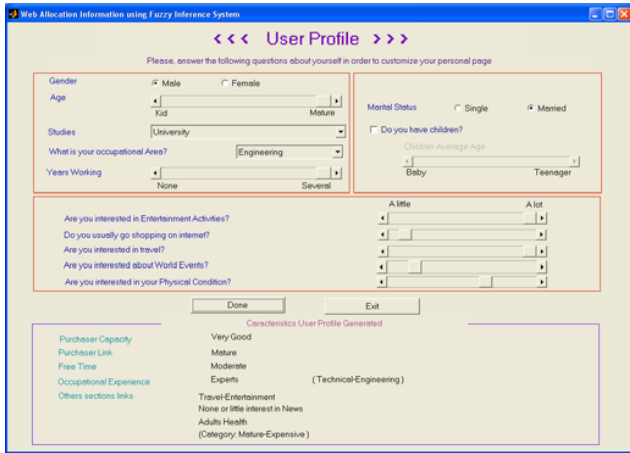 Web Allocation Information using Fuzzy Inference System
<<< User Profile >>>
Please, answer the following questions about yourself in order to customize your personal page
Gender Male Female
Age
Kid Mature
Studies University
What is your occupational Area? Engineering
Years Working
None Several
Marital Status Single Married
Do you have children?
Children Average Age
Baby Teenager
A little A lot
Are you interested in Entertainment Activities?
Do you usually go shopping on internet?
Are you interested in travel?
Are you interested about World Events?
Are you interested in your Physical Condition?
Done Exit
Caracteristics User Profile Generated
Purchaser Capacity Very Good
Purchaser Link Mature
Free Time Moderate
Occupational Experience Experts (Technical-Engineering)
Others sections links Travel-Entertainment
None or little interest in News
Adults Health
(Category: Mature-Expensive)